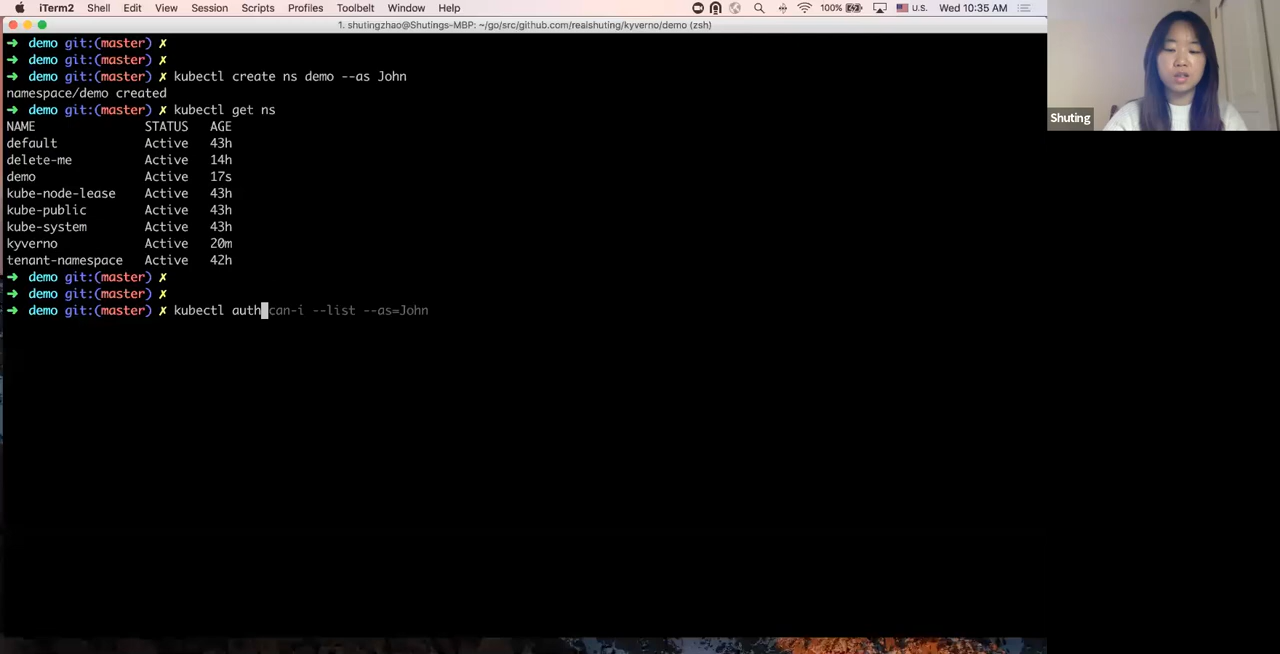 iTerm2 Shell Edit View Session Scripts Profiles Toolbelt Window Help 100% U.S. Wed 10:35 AM
1. shutingzhao@Shutings-MBP: ~/go/src/github.com/realshuting/kyverno/demo (zsh)
➜ demo git:(master) ✗
➜ demo git:(master) ✗
➜ demo git:(master) ✗ kubectl create ns demo --as John
namespace/demo created
➜ demo git:(master) ✗ kubectl get ns
NAME STATUS AGE
default Active 43h
delete-me Active 14h
demo Active 17s
kube-node-lease Active 43h
kube-public Active 43h
kube-system Active 43h
kyverno Active 20m
tenant-namespace Active 42h
➜ demo git:(master) ✗
➜ demo git:(master) ✗
➜ demo git:(master) ✗ kubectl auth can-i --list --as=John
Shuting